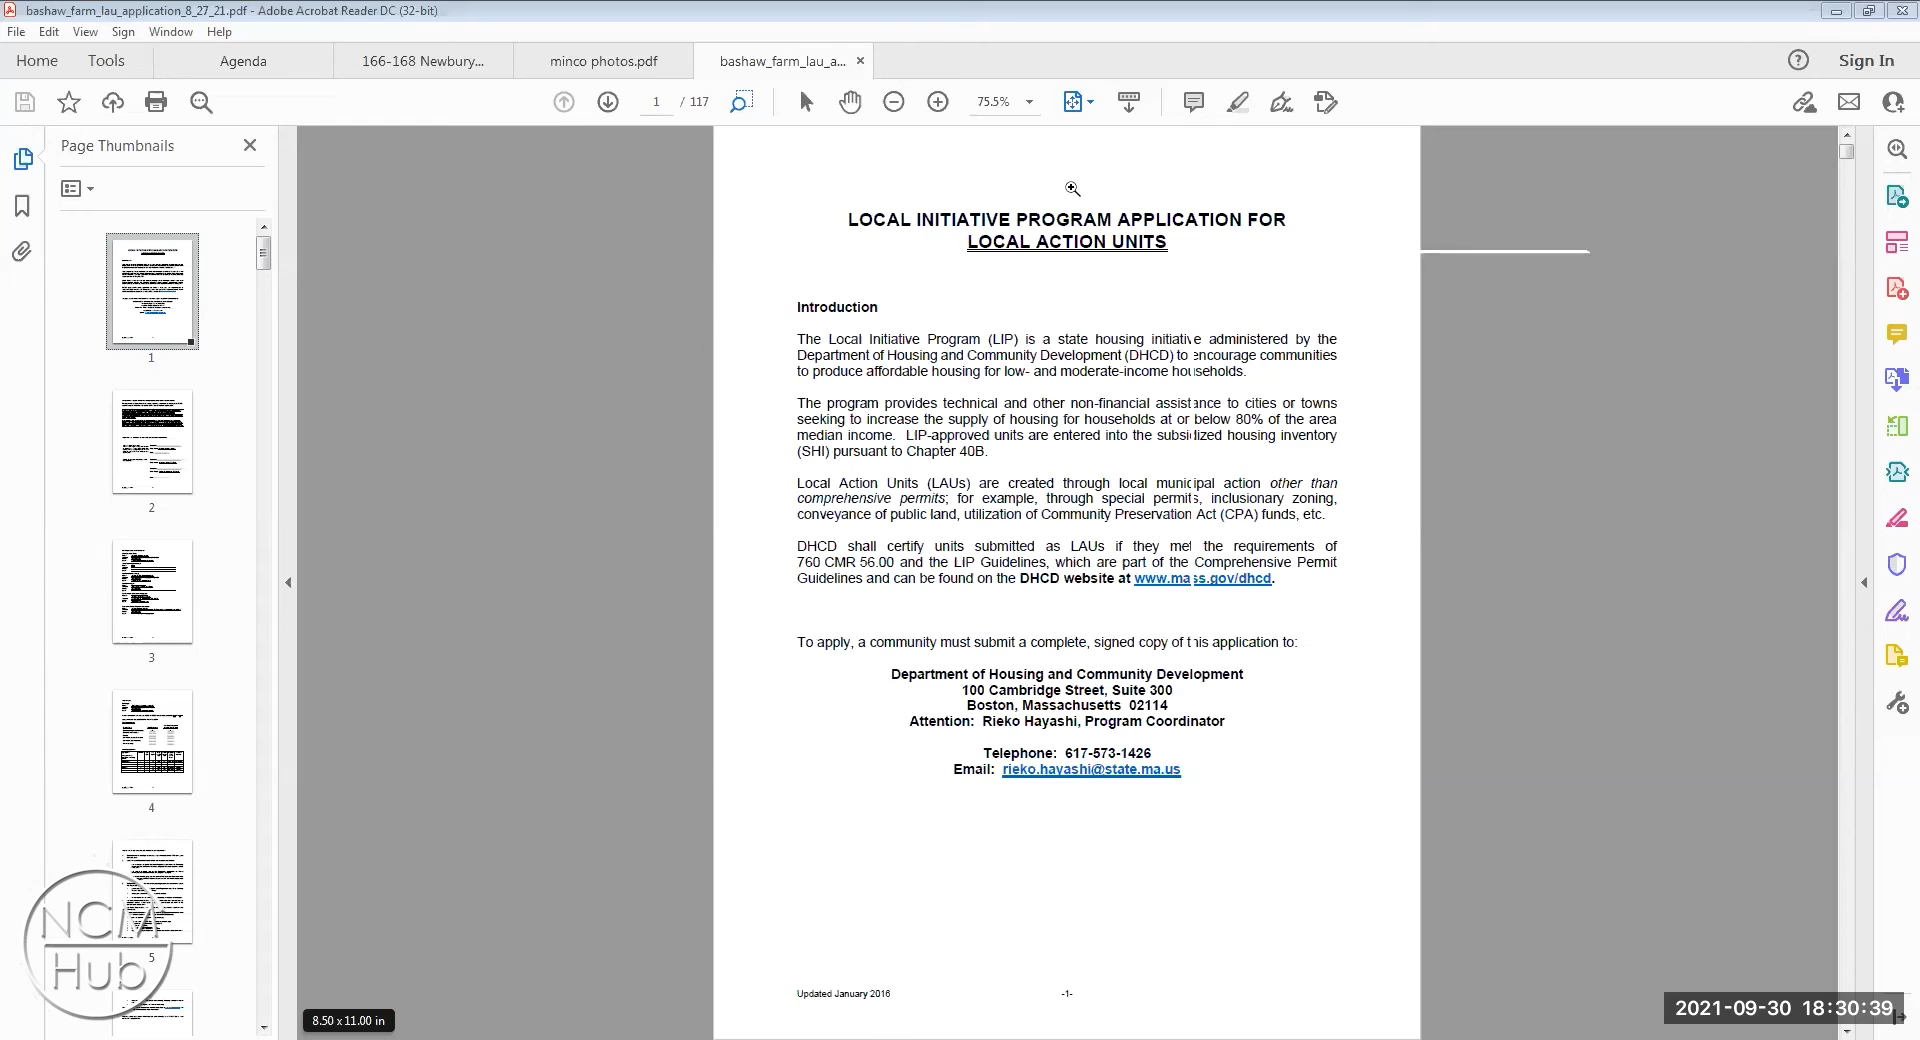 bashaw_farm_lau_application_8_27_21.pdf - Adobe Acrobat Reader DC (32-bit)
File Edit View Sign Window Help
Home Tools Agenda 166-168 Newbury... minco photos.pdf bashaw_farm_lau_a... Sign In
1 / 117 75.5%
Page Thumbnails
1
2
3
4
5
LOCAL INITIATIVE PROGRAM APPLICATION FOR
LOCAL ACTION UNITS
Introduction
The Local Initiative Program (LIP) is a state housing initiative administered by the
Department of Housing and Community Development (DHCD) to encourage communities
to produce affordable housing for low- and moderate-income households.
The program provides technical and other non-financial assistance to cities or towns
seeking to increase the supply of housing for households at or below 80% of the area
median income. LIP-approved units are entered into the subsidized housing inventory
(SHI) pursuant to Chapter 40B.
Local Action Units (LAUs) are created through local municipal action other than
comprehensive permits; for example, through special permits, inclusionary zoning,
conveyance of public land, utilization of Community Preservation Act (CPA) funds, etc.
DHCD shall certify units submitted as LAUs if they met the requirements of
760 CMR 56.00 and the LIP Guidelines, which are part of the Comprehensive Permit
Guidelines and can be found on the DHCD website at www.mass.gov/dhcd.
To apply, a community must submit a complete, signed copy of this application to:
Department of Housing and Community Development
100 Cambridge Street, Suite 300
Boston, Massachusetts 02114
Attention: Rieko Hayashi, Program Coordinator
Telephone: 617-573-1426
Email: rieko.hayashi@state.ma.us
Updated January 2016 -1-
NCM
Hub
8.50 x 11.00 in
2021-09-30 18:30:39